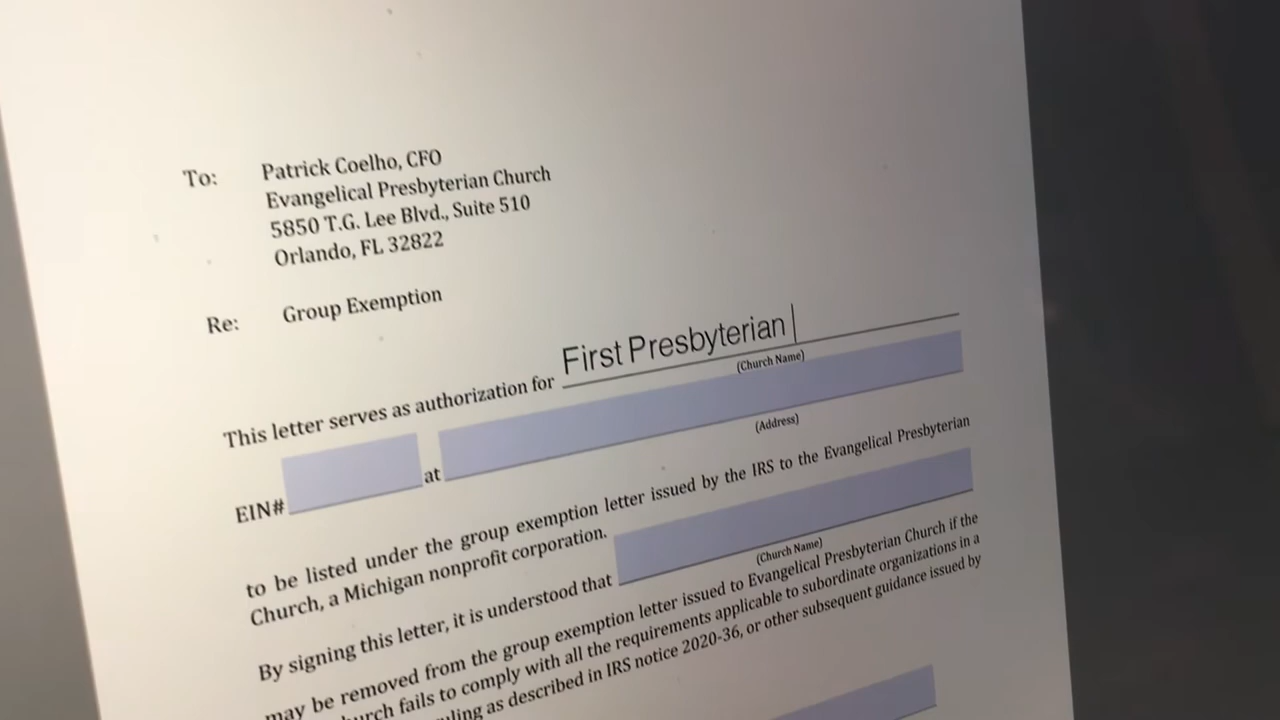 To: Patrick Coelho, CFO
Evangelical Presbyterian Church
5850 T.G. Lee Blvd., Suite 510
Orlando, FL 32822
Re: Group Exemption
This letter serves as authorization for First Presbyterian
(Church Name)
EIN# at
(Address)
to be listed under the group exemption letter issued by the IRS to the Evangelical Presbyterian
Church, a Michigan nonprofit corporation.
By signing this letter, it is understood that
(Church Name)
may be removed from the group exemption letter issued to Evangelical Presbyterian Church if the
fails to comply with all the requirements applicable to subordinate organizations in a
as described in IRS notice 2020-36, or other subsequent guidance issued by